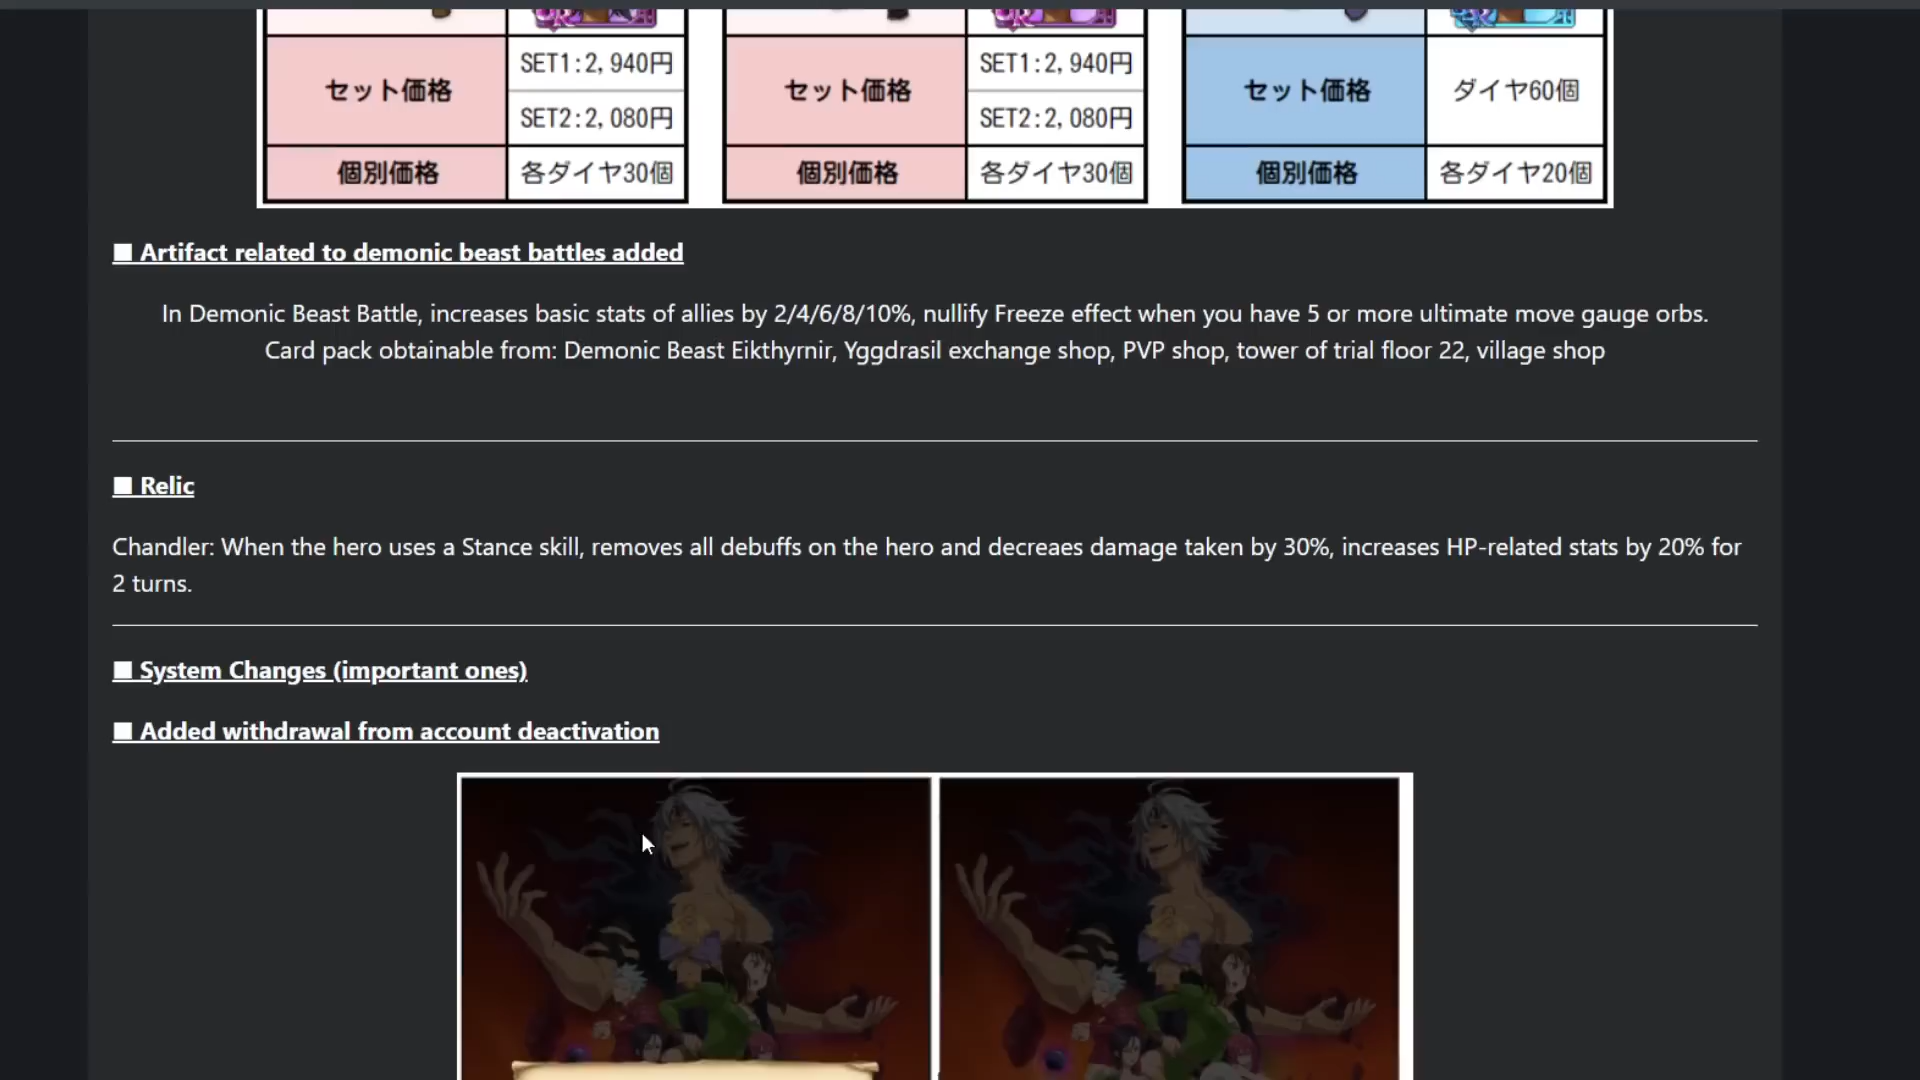 セット価格
SET1:2,940円
SET2:2,080円
個別価格
各ダイヤ30個
セット価格
SET1:2,940円
SET2:2,080円
個別価格
各ダイヤ30個
セット価格
ダイヤ60個
個別価格
各ダイヤ20個
■ Artifact related to demonic beast battles added
In Demonic Beast Battle, increases basic stats of allies by 2/4/6/8/10%, nullify Freeze effect when you have 5 or more ultimate move gauge orbs.
Card pack obtainable from: Demonic Beast Eikthyrnir, Yggdrasil exchange shop, PVP shop, tower of trial floor 22, village shop
■ Relic
Chandler: When the hero uses a Stance skill, removes all debuffs on the hero and decreaes damage taken by 30%, increases HP-related stats by 20% for
2 turns.
■ System Changes (important ones)
■ Added withdrawal from account deactivation